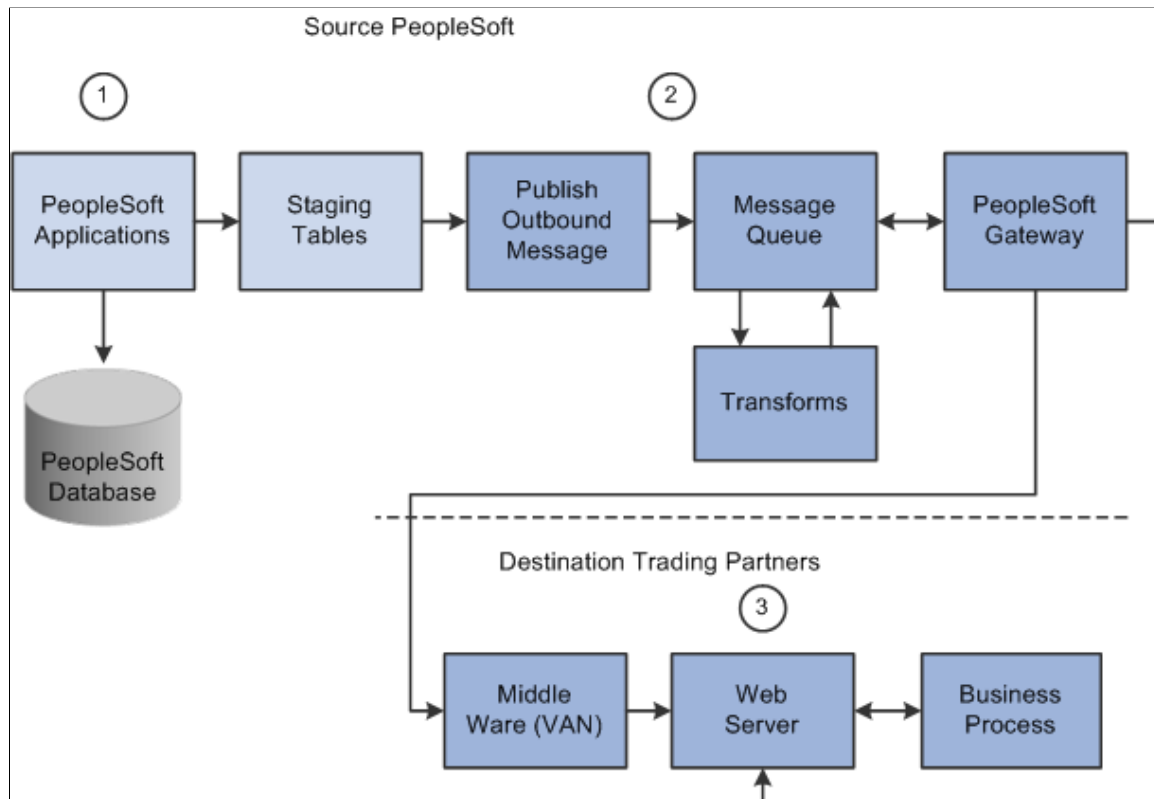 Source PeopleSoft
1
2
PeopleSoft
Applications
Staging
Tables
Publish
Outbound
Message
Message
Queue
PeopleSoft
Gateway
Transforms
PeopleSoft
Database
Destination Trading Partners
3
Middle
Ware (VAN)
Web
Server
Business
Process